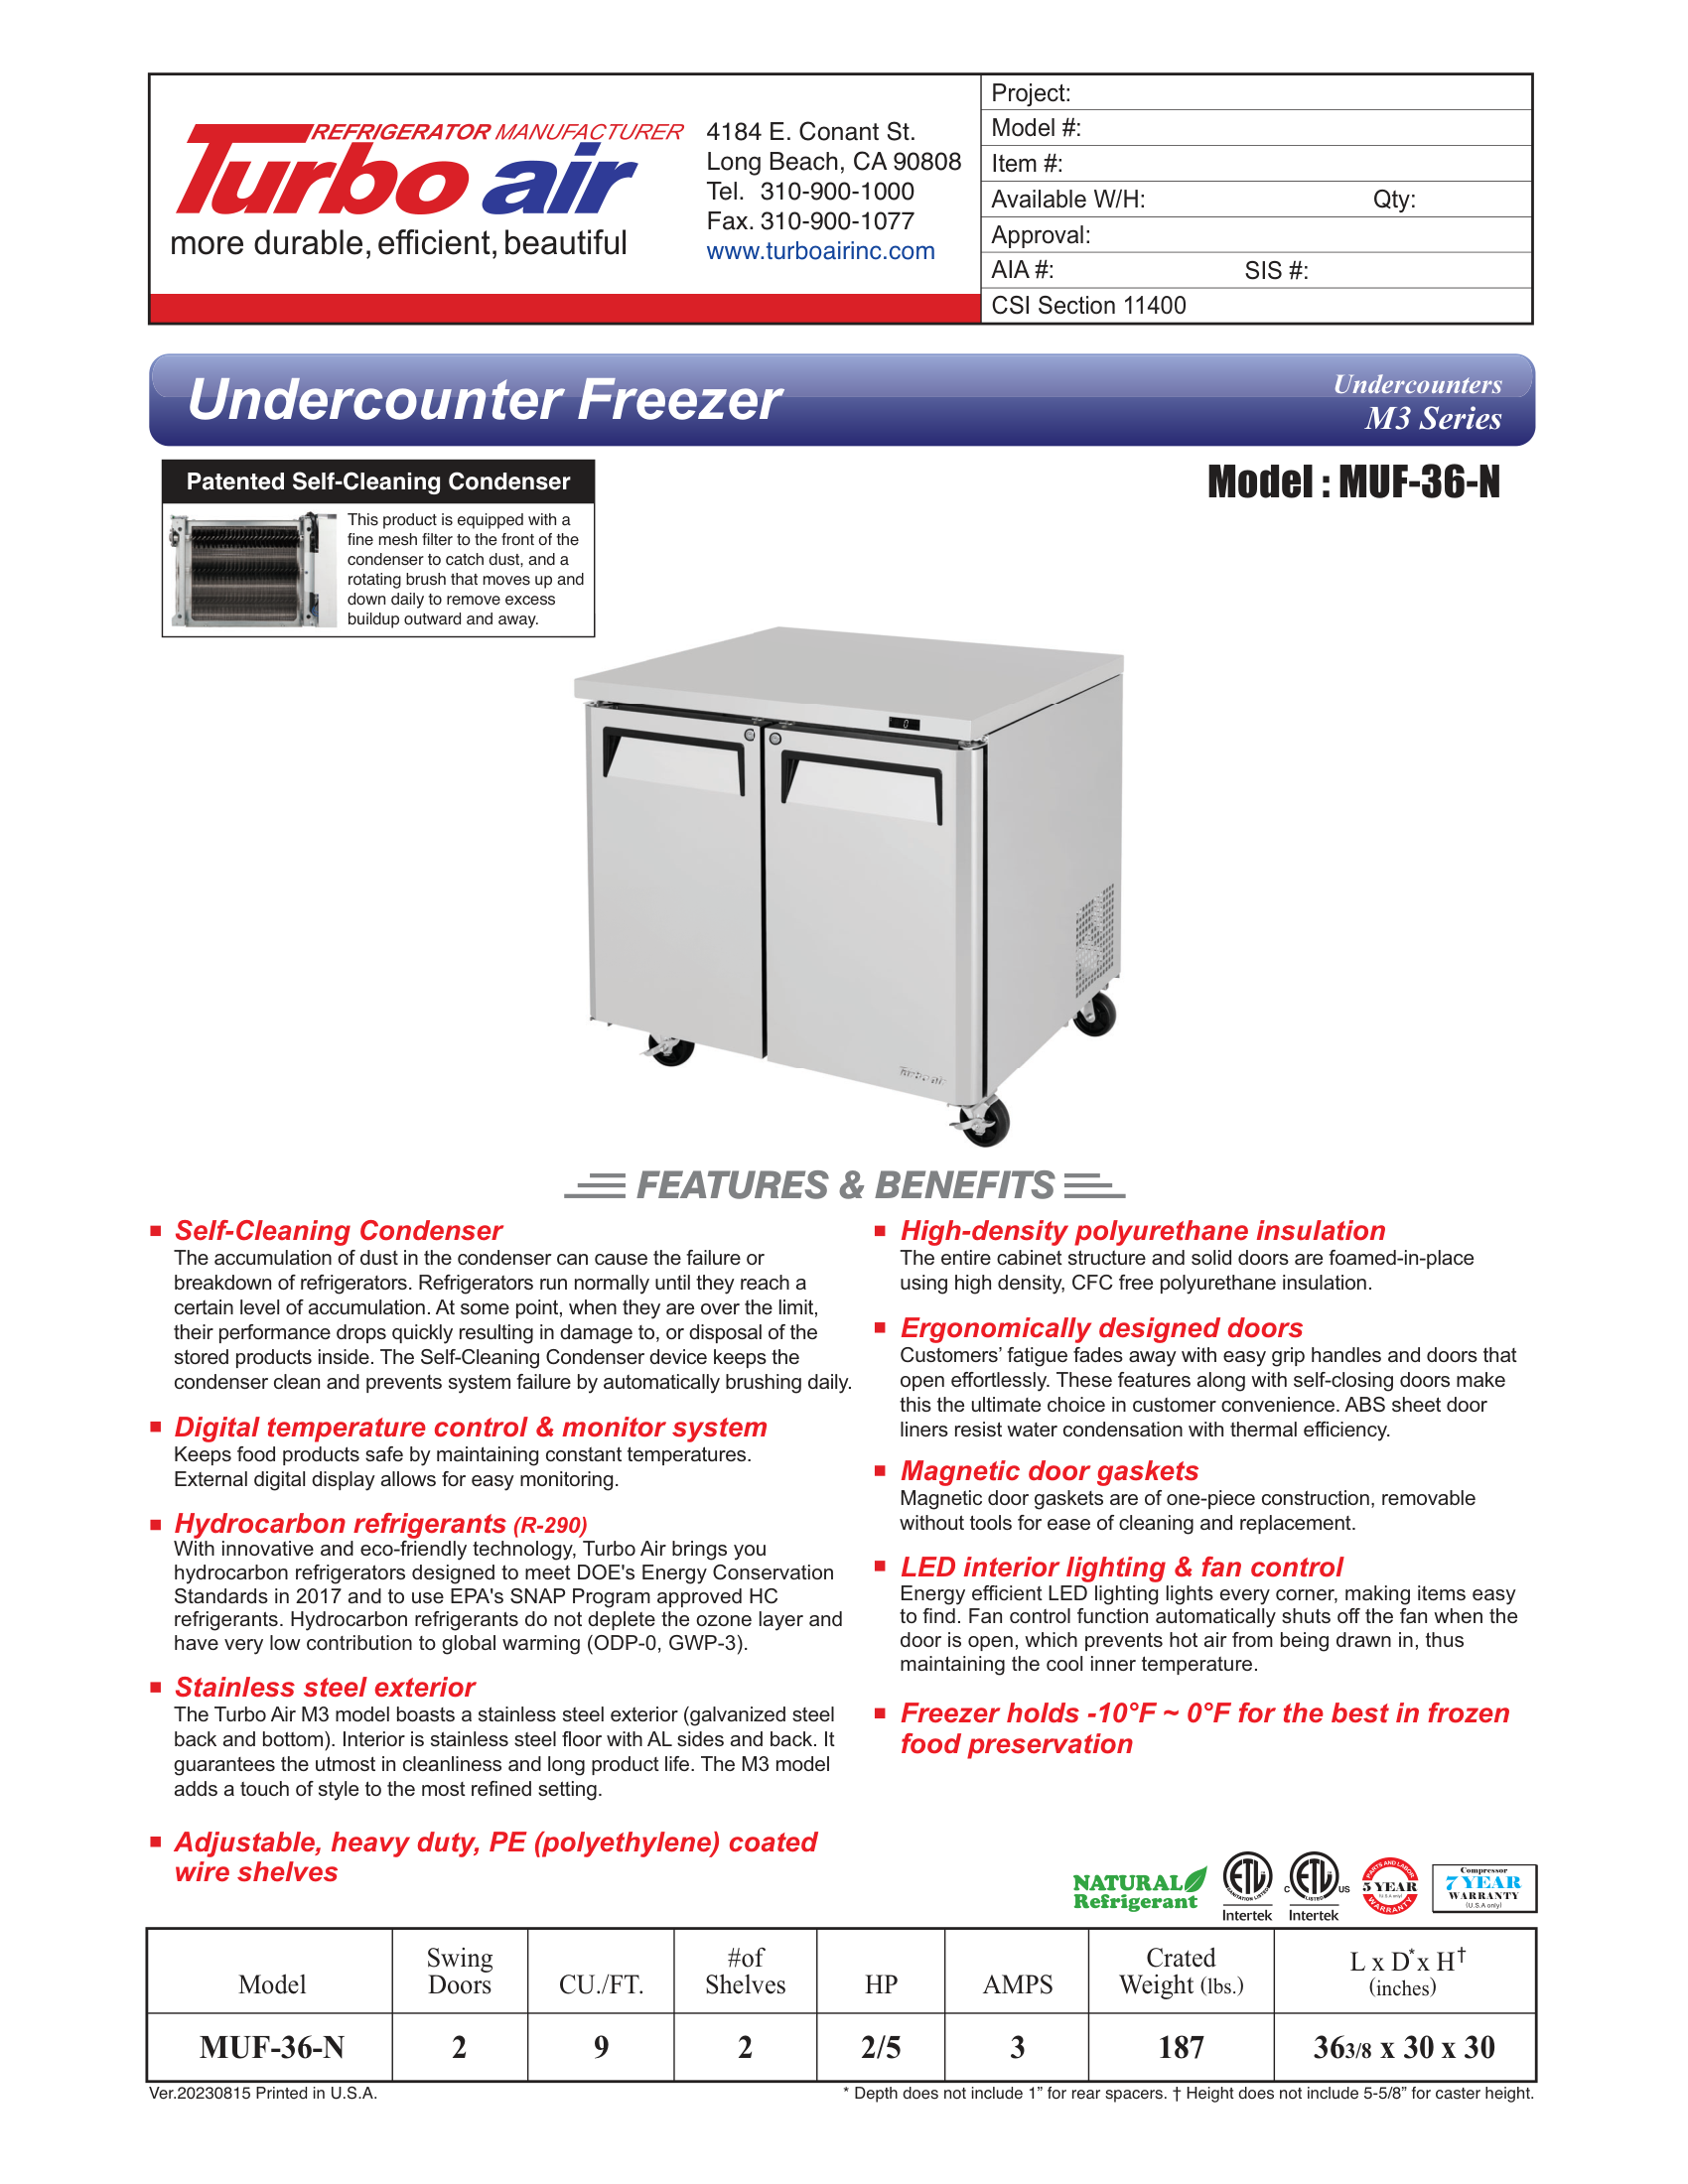 REFRIGERATOR MANUFACTURER
Turbo air
more durable, efficient, beautiful
4184 E. Conant St.
Long Beach, CA 90808
Tel. 310-900-1000
Fax. 310-900-1077
www.turboairinc.com
Project:
Model #:
Item #:
Available W/H: Qty:
Approval:
AIA #: SIS #:
CSI Section 11400
Undercounter Freezer
Undercounters
M3 Series
Patented Self-Cleaning Condenser
This product is equipped with a
fine mesh filter to the front of the
condenser to catch dust, and a
rotating brush that moves up and
down daily to remove excess
buildup outward and away.
Model : MUF-36-N
0
Turbo air
FEATURES & BENEFITS
▪ Self-Cleaning Condenser
The accumulation of dust in the condenser can cause the failure or
breakdown of refrigerators. Refrigerators run normally until they reach a
certain level of accumulation. At some point, when they are over the limit,
their performance drops quickly resulting in damage to, or disposal of the
stored products inside. The Self-Cleaning Condenser device keeps the
condenser clean and prevents system failure by automatically brushing daily.
▪ Digital temperature control & monitor system
Keeps food products safe by maintaining constant temperatures.
External digital display allows for easy monitoring.
▪ Hydrocarbon refrigerants (R-290)
With innovative and eco-friendly technology, Turbo Air brings you
hydrocarbon refrigerators designed to meet DOE's Energy Conservation
Standards in 2017 and to use EPA's SNAP Program approved HC
refrigerants. Hydrocarbon refrigerants do not deplete the ozone layer and
have very low contribution to global warming (ODP-0, GWP-3).
▪ Stainless steel exterior
The Turbo Air M3 model boasts a stainless steel exterior (galvanized steel
back and bottom). Interior is stainless steel floor with AL sides and back. It
guarantees the utmost in cleanliness and long product life. The M3 model
adds a touch of style to the most refined setting.
▪ Adjustable, heavy duty, PE (polyethylene) coated
wire shelves
▪ High-density polyurethane insulation
The entire cabinet structure and solid doors are foamed-in-place
using high density, CFC free polyurethane insulation.
▪ Ergonomically designed doors
Customers' fatigue fades away with easy grip handles and doors that
open effortlessly. These features along with self-closing doors make
this the ultimate choice in customer convenience. ABS sheet door
liners resist water condensation with thermal efficiency.
▪ Magnetic door gaskets
Magnetic door gaskets are of one-piece construction, removable
without tools for ease of cleaning and replacement.
▪ LED interior lighting & fan control
Energy efficient LED lighting lights every corner, making items easy
to find. Fan control function automatically shuts off the fan when the
door is open, which prevents hot air from being drawn in, thus
maintaining the cool inner temperature.
▪ Freezer holds -10°F ~ 0°F for the best in frozen
food preservation
NATURAL
Refrigerant
ETL
SANITATION LISTED
Intertek
C ETL US
LISTED
Intertek
PARTS AND LABOR
5 YEAR
(U.S.A only)
WARRANTY
Compressor
7 YEAR
WARRANTY
(U.S.A only)
Model Swing Doors CU./FT. #of Shelves HP AMPS Crated Weight (lbs.) L x D* x H† (inches)
MUF-36-N 2 9 2 2/5 3 187 363/8 x 30 x 30
Ver.20230815 Printed in U.S.A.
* Depth does not include 1” for rear spacers. † Height does not include 5-5/8” for caster height.